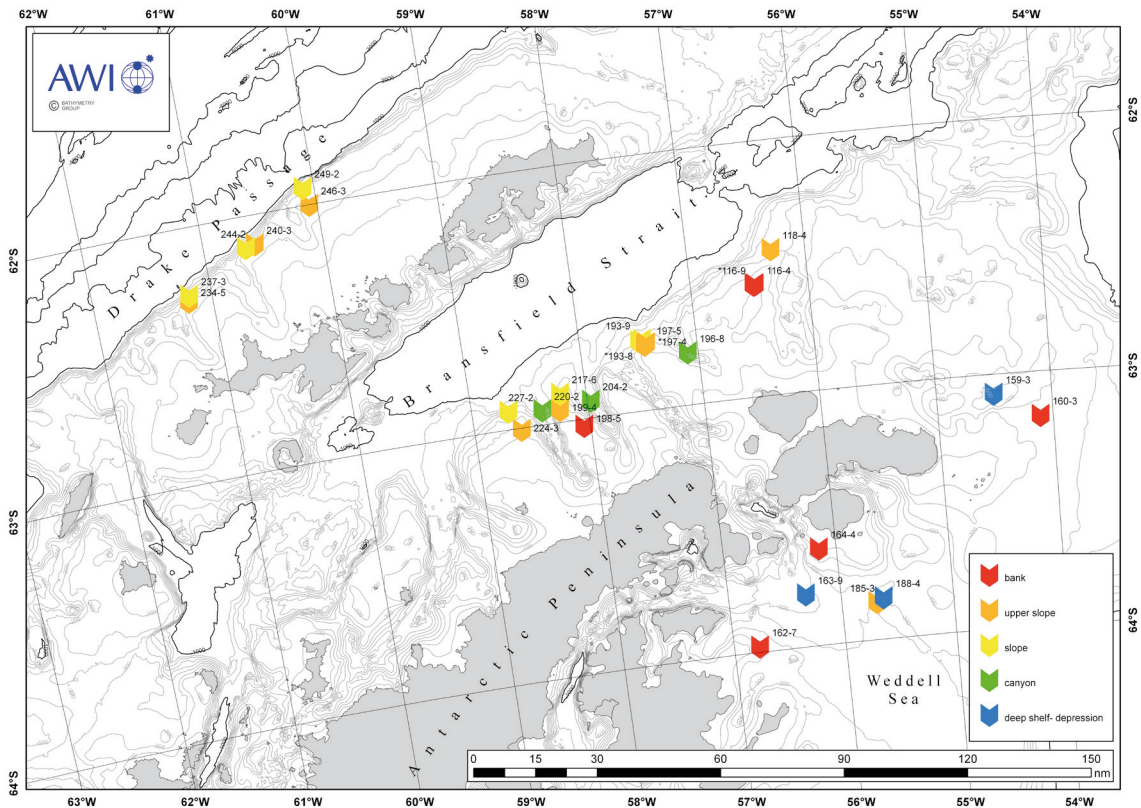 62°W 61°W 60°W 59°W 58°W 57°W 56°W 55°W 54°W
AWI
© BATHYMETRY
GROUP
62°S
62°S
Drake Passage
249-2
246-3
244-2
240-3
237-3
234-5
118-4
*116-9
116-4
Bransfield Strait
193-9
197-5
*197-4
196-8
*193-8
63°S
217-6
204-2
227-2
220-2
199-4
198-5
224-3
159-3
160-3
63°S
Antarctic Peninsula
164-4
163-9
185-3
188-4
162-7
Weddell
Sea
64°S
bank
upper slope
slope
canyon
deep shelf- depression
0 15 30 60 90 120 150
nm
64°S
63°W 62°W 61°W 60°W 59°W 58°W 57°W 56°W 55°W 54°W